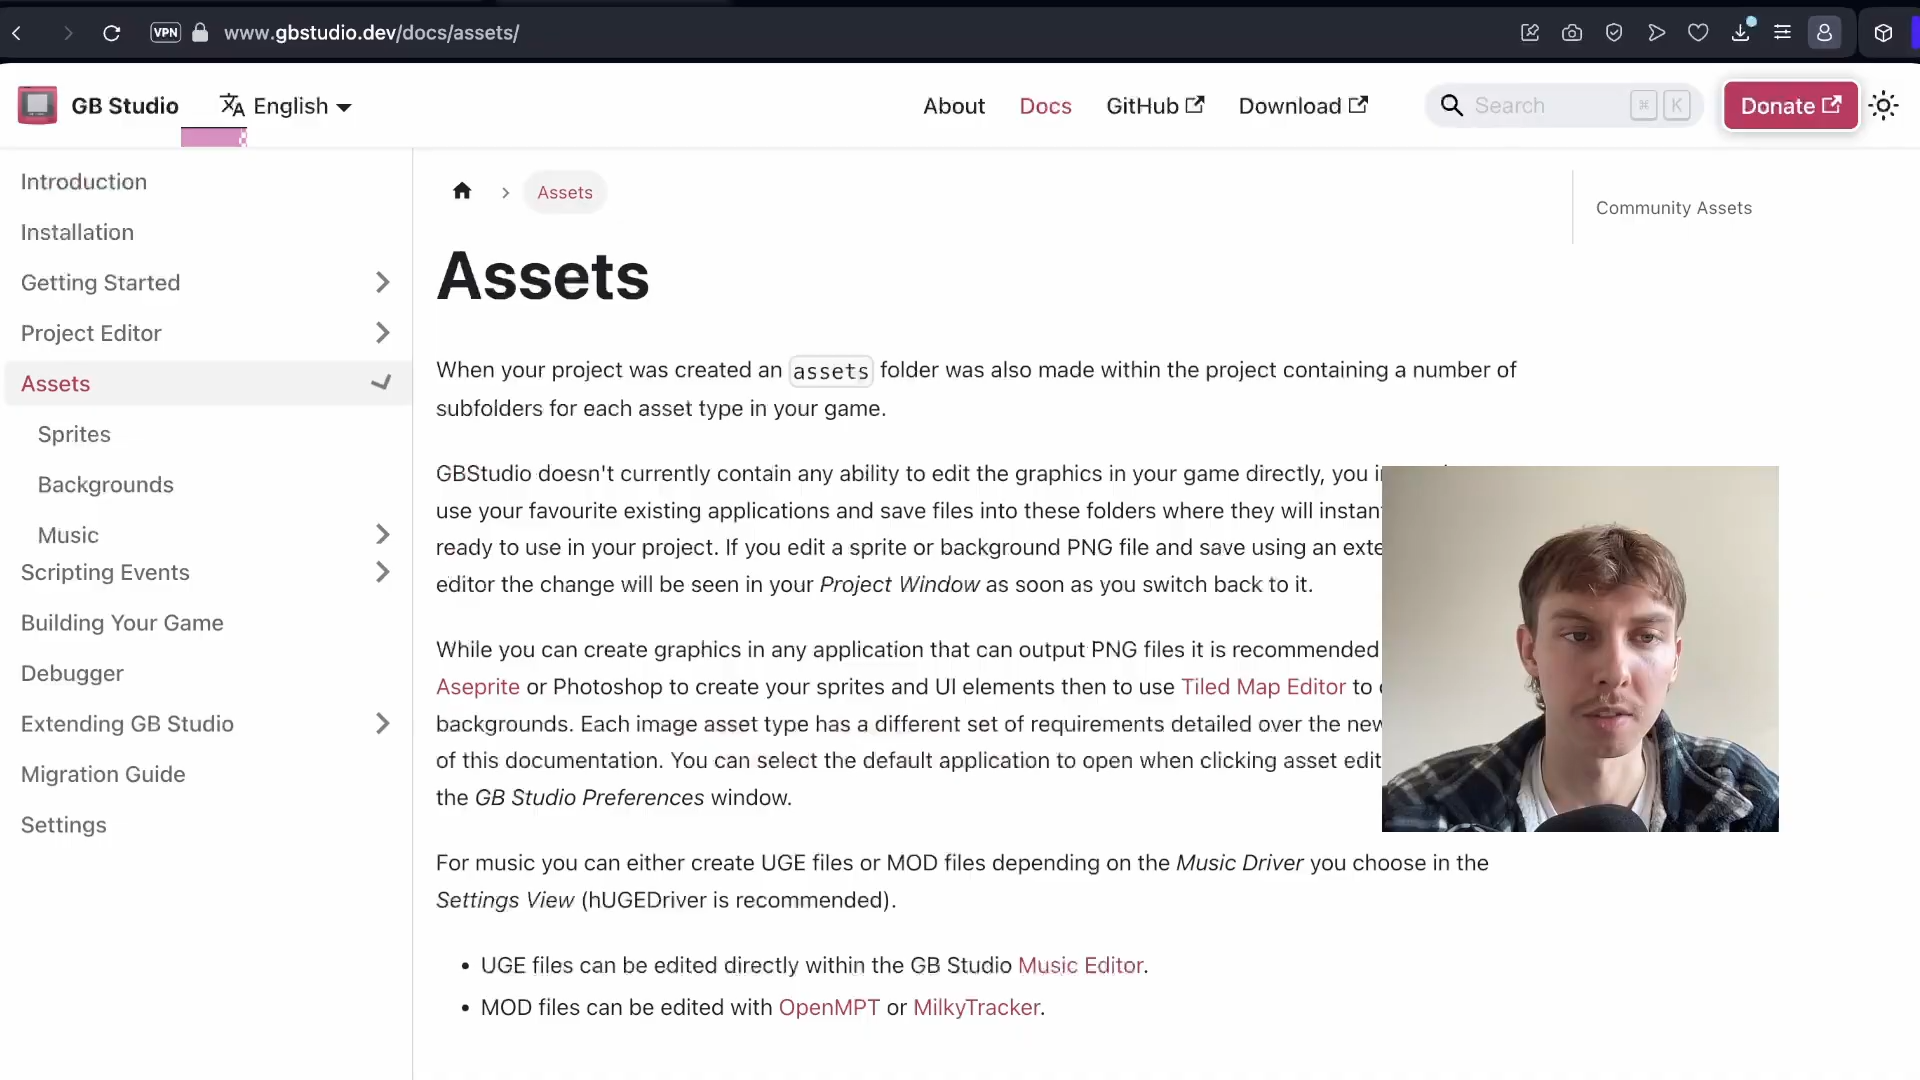 VPN www.gbstudio.dev/docs/assets/
GB Studio English About Docs GitHub Download Search ⌘ K Donate
Introduction
Installation
Getting Started
Project Editor
Assets
Sprites
Backgrounds
Music
Scripting Events
Building Your Game
Debugger
Extending GB Studio
Migration Guide
Settings
Assets
Assets
When your project was created an assets folder was also made within the project containing a number of
subfolders for each asset type in your game.
GBStudio doesn't currently contain any ability to edit the graphics in your game directly, you
use your favourite existing applications and save files into these folders where they will
ready to use in your project. If you edit a sprite or background PNG file and save using an
editor the change will be seen in your Project Window as soon as you switch back to it.
While you can create graphics in any application that can output PNG files it is recommended
Aseprite or Photoshop to create your sprites and UI elements then to use Tiled Map Editor to
backgrounds. Each image asset type has a different set of requirements detailed over the
of this documentation. You can select the default application to open when clicking asset
the GB Studio Preferences window.
For music you can either create UGE files or MOD files depending on the Music Driver you choose in the
Settings View (hUGEDriver is recommended).
• UGE files can be edited directly within the GB Studio Music Editor.
• MOD files can be edited with OpenMPT or MilkyTracker.
Community Assets